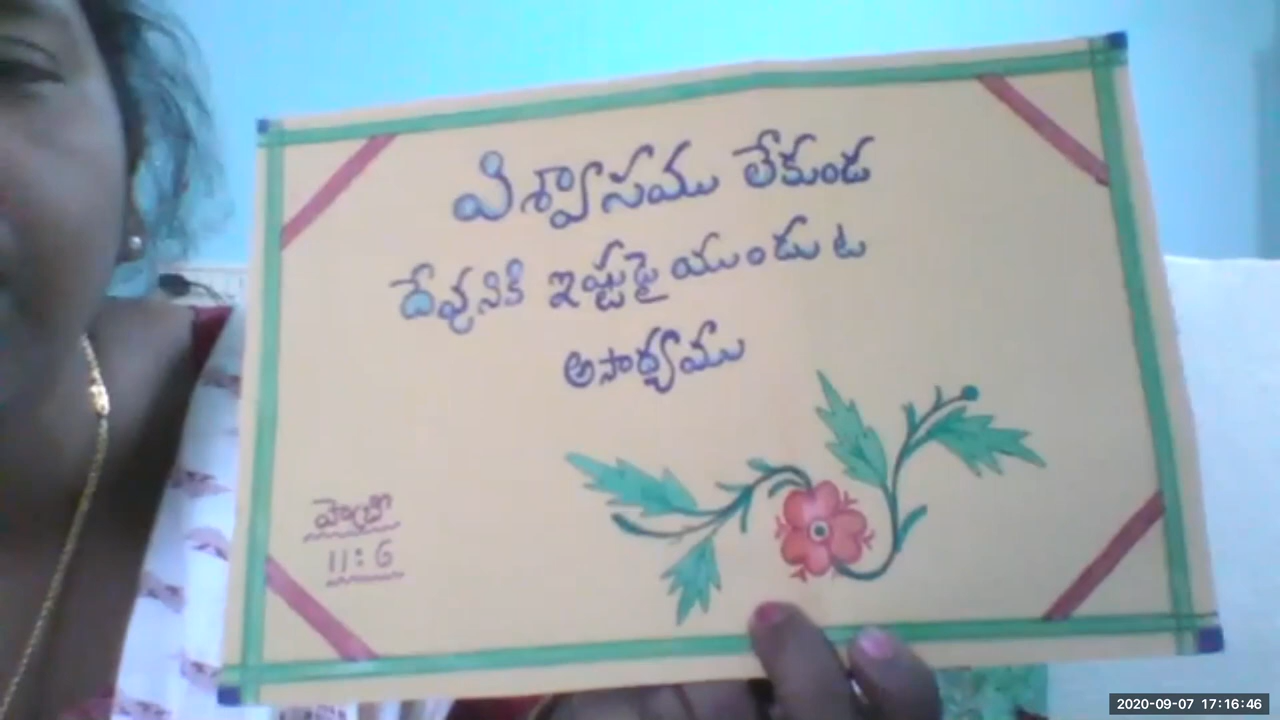 విశ్వాసము లేకుండ
దేవునికి ఇష్టుడై యుండుట
అసాధ్యము
హెబ్రీ
11:6
2020-09-07 17:16:46